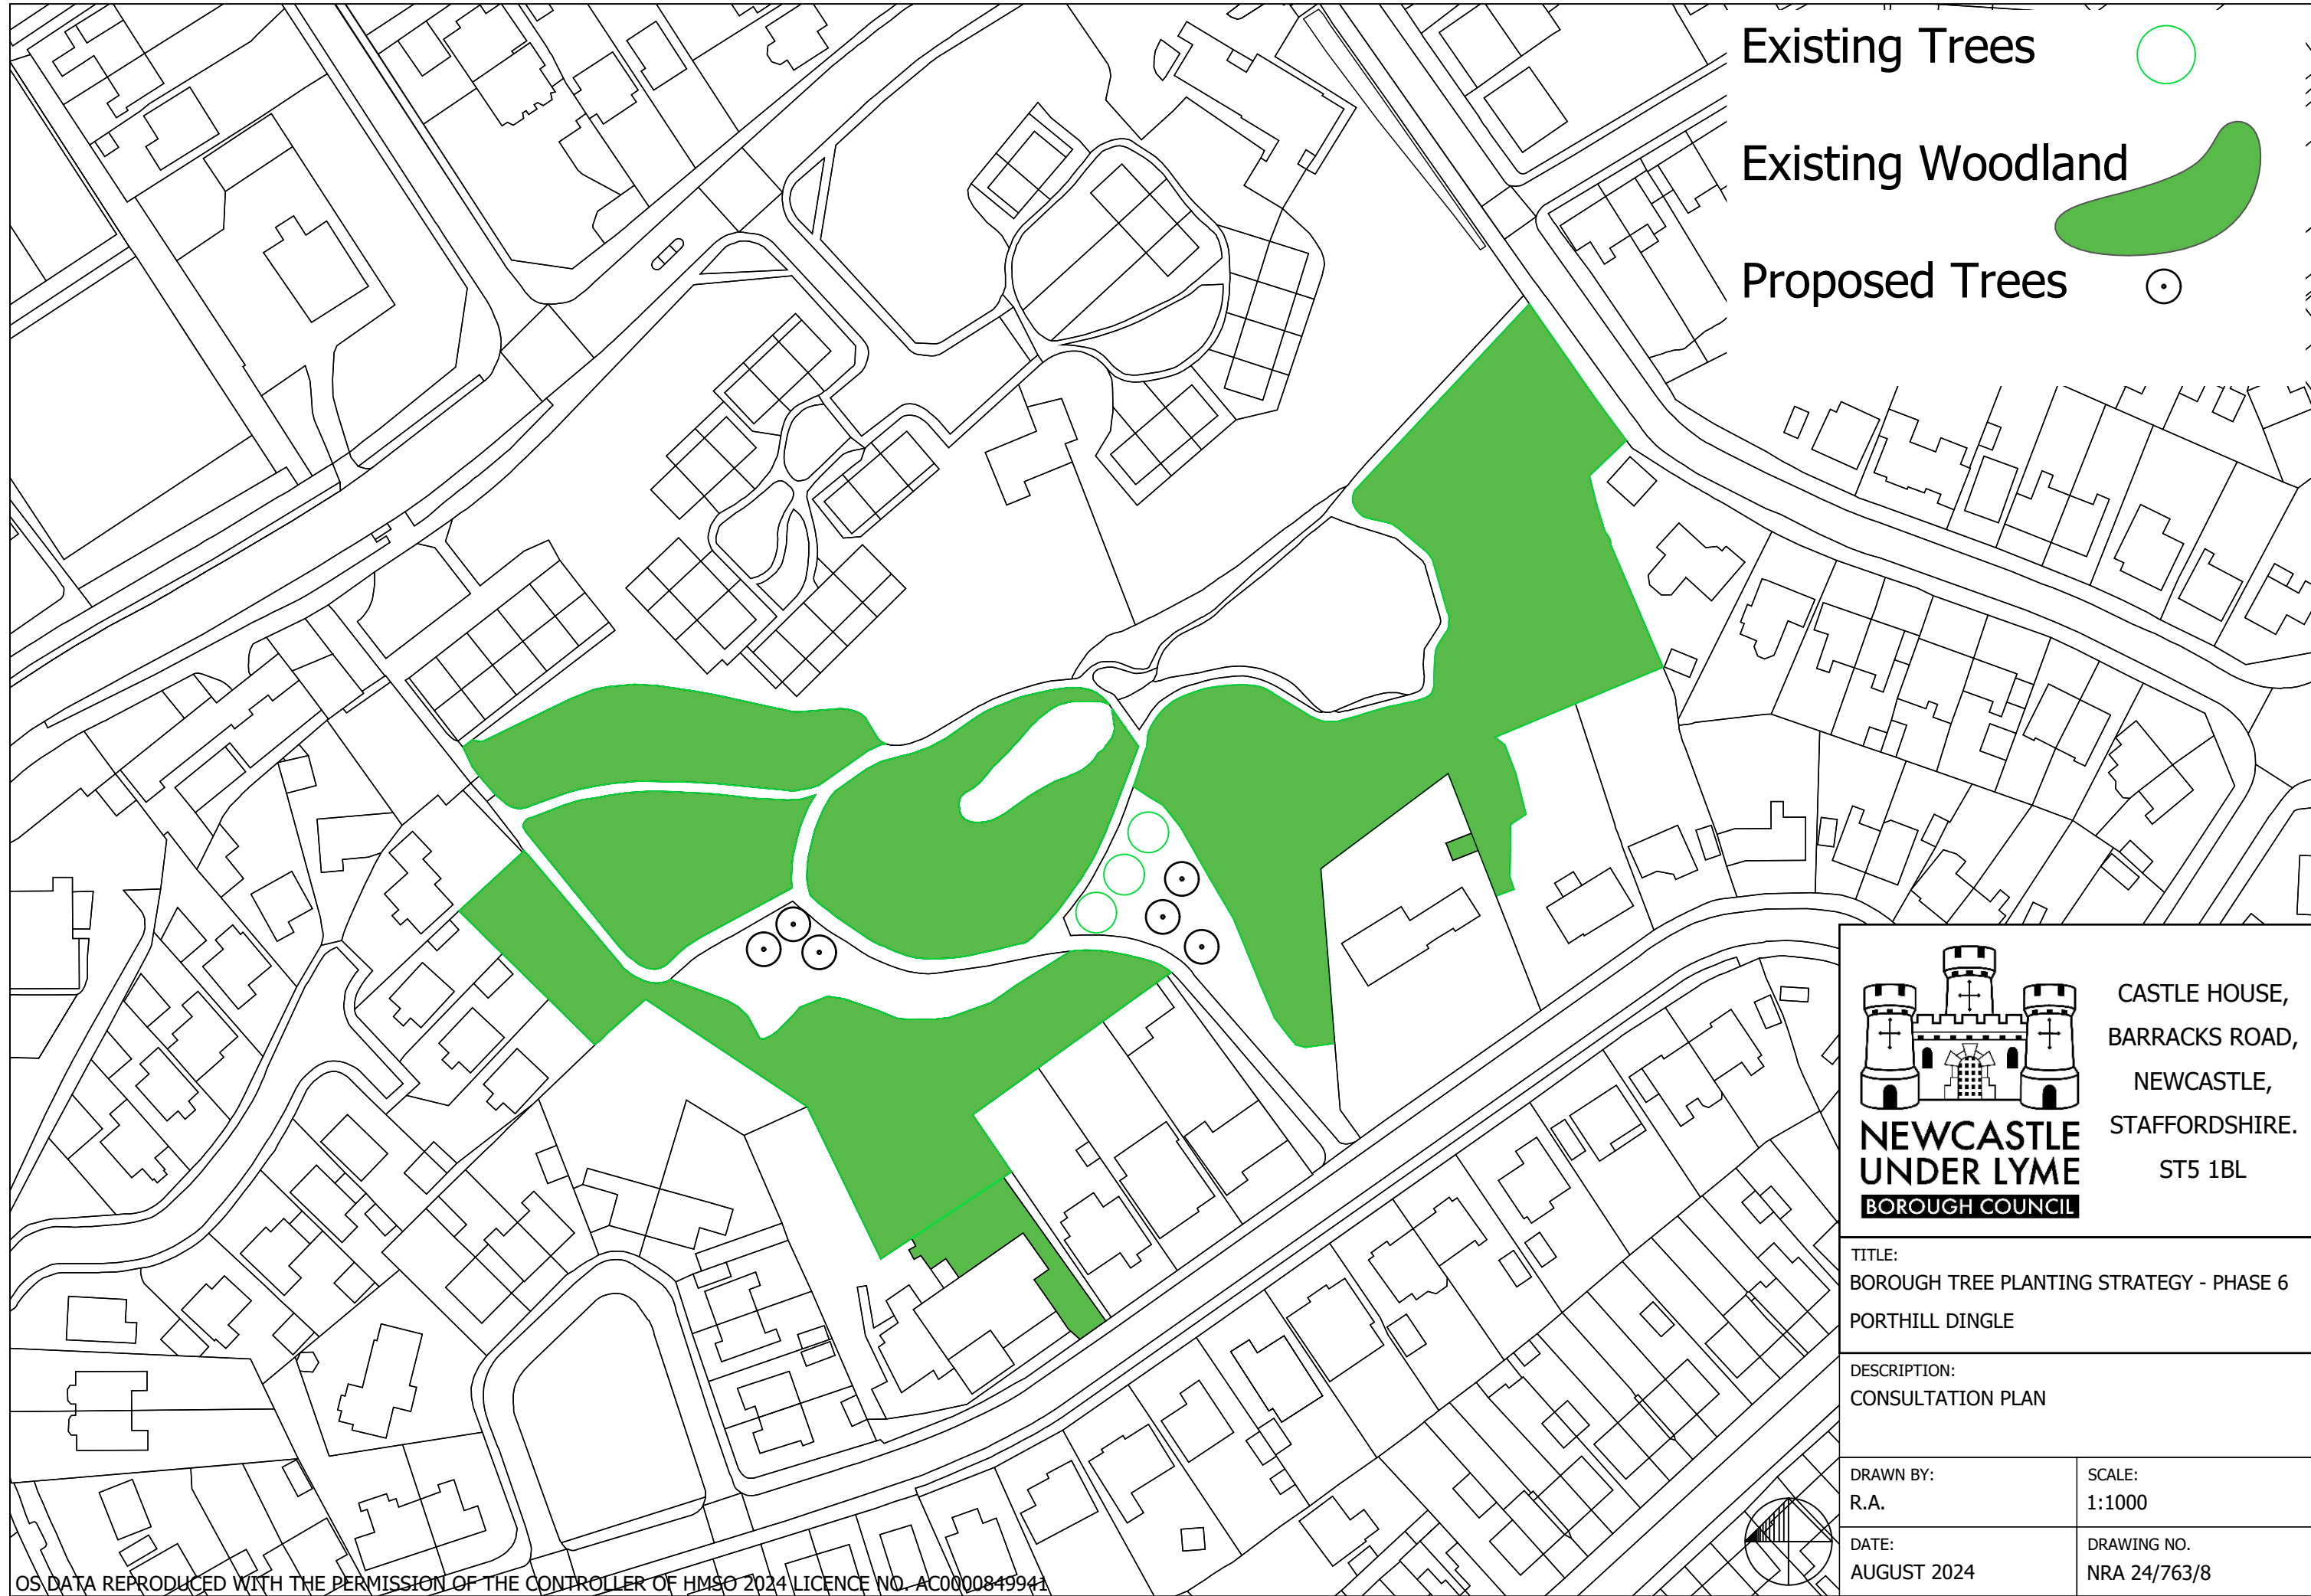 Existing Trees
Existing Woodland
Proposed Trees
CASTLE HOUSE,
BARRACKS ROAD,
NEWCASTLE,
STAFFORDSHIRE.
ST5 1BL
NEWCASTLE
UNDER LYME
BOROUGH COUNCIL
TITLE:
BOROUGH TREE PLANTING STRATEGY - PHASE 6
PORTHILL DINGLE
DESCRIPTION:
CONSULTATION PLAN
DRAWN BY:
R.A.
SCALE:
1:1000
DATE:
AUGUST 2024
DRAWING NO.
NRA 24/763/8
OS DATA REPRODUCED WITH THE PERMISSION OF THE CONTROLLER OF HMSO 2024 LICENCE NO. AC0000849941